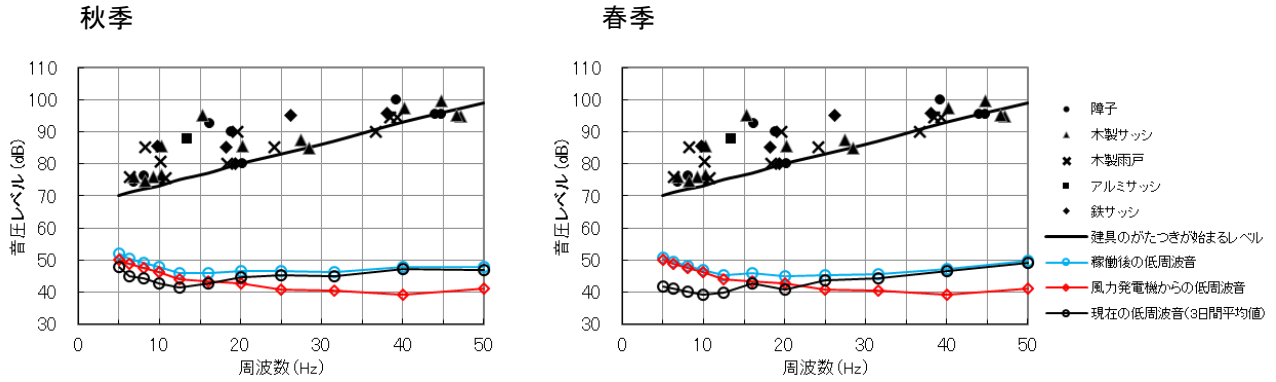 秋季
春季
110
100
90
80
70
60
50
40
30
音圧レベル(dB)
0 10 20 30 40 50
周波数(Hz)
110
100
90
80
70
60
50
40
30
音圧レベル(dB)
0 10 20 30 40 50
周波数(Hz)
障子
木製サッシ
木製雨戸
アルミサッシ
鉄サッシ
建具のがたつきが始まるレベル
稼働後の低周波音
風力発電機からの低周波音
現在の低周波音(3日間平均値)